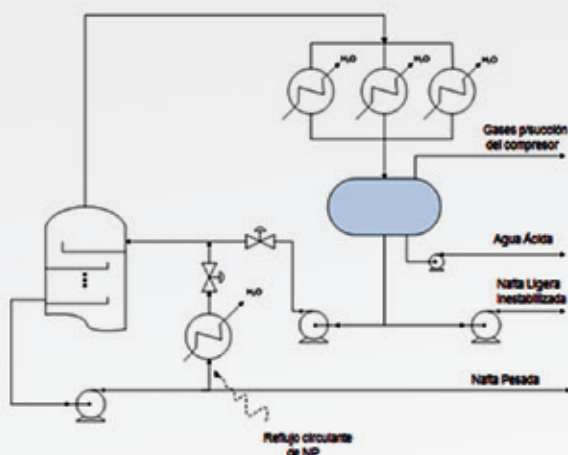 H₂O
H₂O
H₂O
Gases p/succión
del compresor
Agua Ácida
Nafta Ligera
Inestabilizada
H₂O
Nafta Pesada
Reflujo circulante
de NP